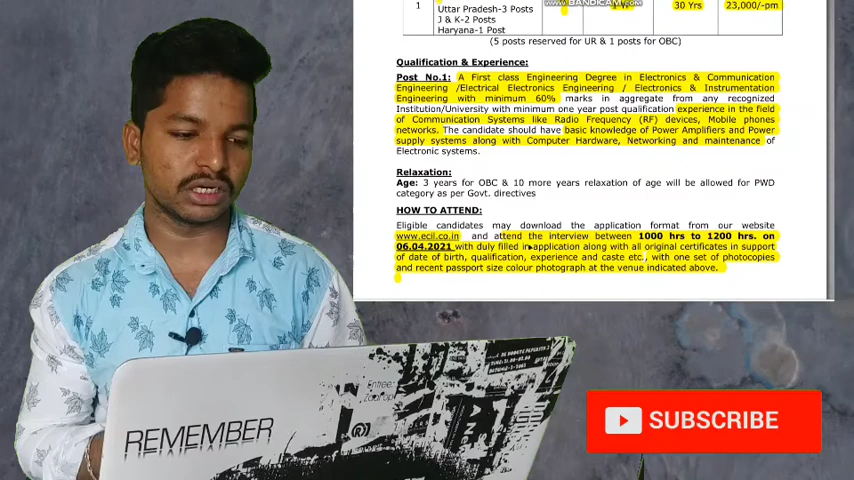 www.BANDICAM.com
1
Uttar Pradesh-3 Posts
J & K-2 Posts
Haryana-1 Post
30 Yrs
23,000/-pm
(5 posts reserved for UR & 1 posts for OBC)
Qualification & Experience:
Post No.1: A First class Engineering Degree in Electronics & Communication
Engineering /Electrical Electronics Engineering / Electronics & Instrumentation
Engineering with minimum 60% marks in aggregate from any recognized
Institution/University with minimum one year post qualification experience in the field
of Communication Systems like Radio Frequency (RF) devices, Mobile phones
networks. The candidate should have basic knowledge of Power Amplifiers and Power
supply systems along with Computer Hardware, Networking and maintenance of
Electronic systems.
Relaxation:
Age: 3 years for OBC & 10 more years relaxation of age will be allowed for PWD
category as per Govt. directives
HOW TO ATTEND:
Eligible candidates may download the application format from our website
www.ecil.co.in and attend the interview between 1000 hrs to 1200 hrs. on
06.04.2021 with duly filled in application along with all original certificates in support
of date of birth, qualification, experience and caste etc., with one set of photocopies
and recent passport size colour photograph at the venue indicated above.
REMEMBER
SUBSCRIBE